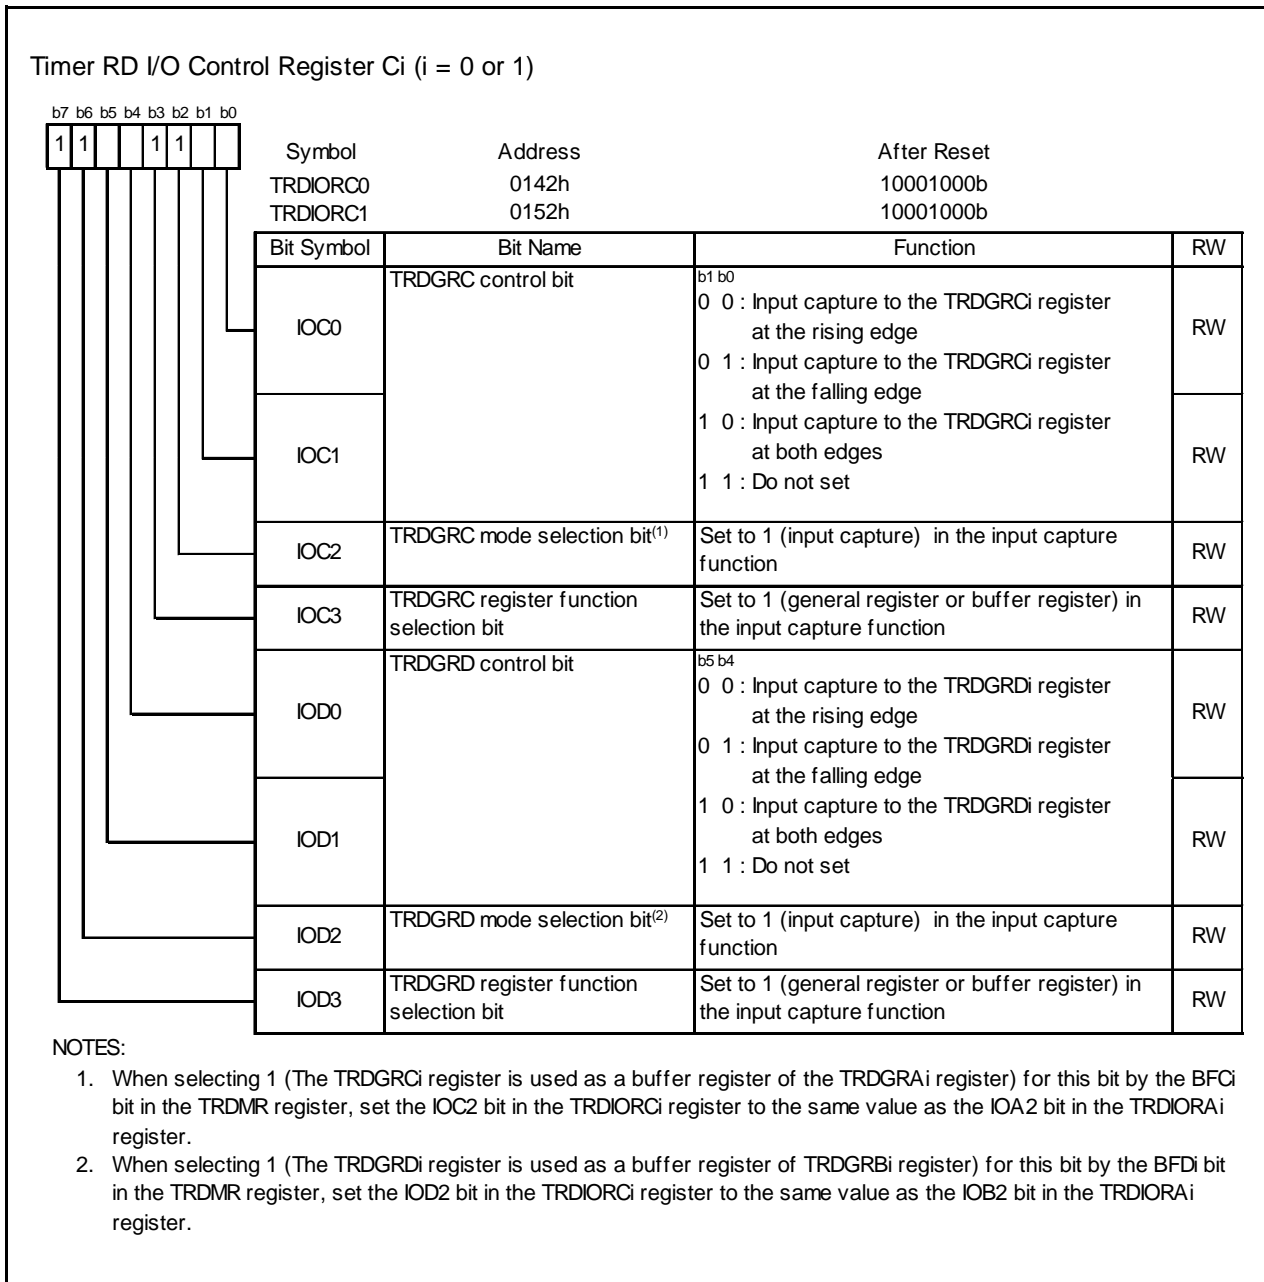 Timer RD I/O Control Register Ci (i = 0 or 1)
b7 b6 b5 b4 b3 b2 b1 b0
1 1 1 1
Symbol Address After Reset
TRDIORC0 0142h 10001000b
TRDIORC1 0152h 10001000b
Bit Symbol Bit Name Function RW
IOC0 TRDGRC control bit b1 b0
0 0 : Input capture to the TRDGRCi register
at the rising edge
RW
0 1 : Input capture to the TRDGRCi register
at the falling edge
IOC1
1 0 : Input capture to the TRDGRCi register
at both edges
RW
1 1 : Do not set
IOC2 TRDGRC mode selection bit(1) Set to 1 (input capture) in the input capture
function
RW
IOC3 TRDGRC register function
selection bit
Set to 1 (general register or buffer register) in
the input capture function
RW
IOD0 TRDGRD control bit b5 b4
0 0 : Input capture to the TRDGRDi register
at the rising edge
RW
0 1 : Input capture to the TRDGRDi register
at the falling edge
IOD1
1 0 : Input capture to the TRDGRDi register
at both edges
RW
1 1 : Do not set
IOD2 TRDGRD mode selection bit(2) Set to 1 (input capture) in the input capture
function
RW
IOD3 TRDGRD register function
selection bit
Set to 1 (general register or buffer register) in
the input capture function
RW
NOTES:
1. When selecting 1 (The TRDGRCi register is used as a buffer register of the TRDGRAi register) for this bit by the BFCi
bit in the TRDMR register, set the IOC2 bit in the TRDIORCi register to the same value as the IOA2 bit in the TRDIORAi
register.
2. When selecting 1 (The TRDGRDi register is used as a buffer register of TRDGRBi register) for this bit by the BFDi bit
in the TRDMR register, set the IOD2 bit in the TRDIORCi register to the same value as the IOB2 bit in the TRDIORAi
register.